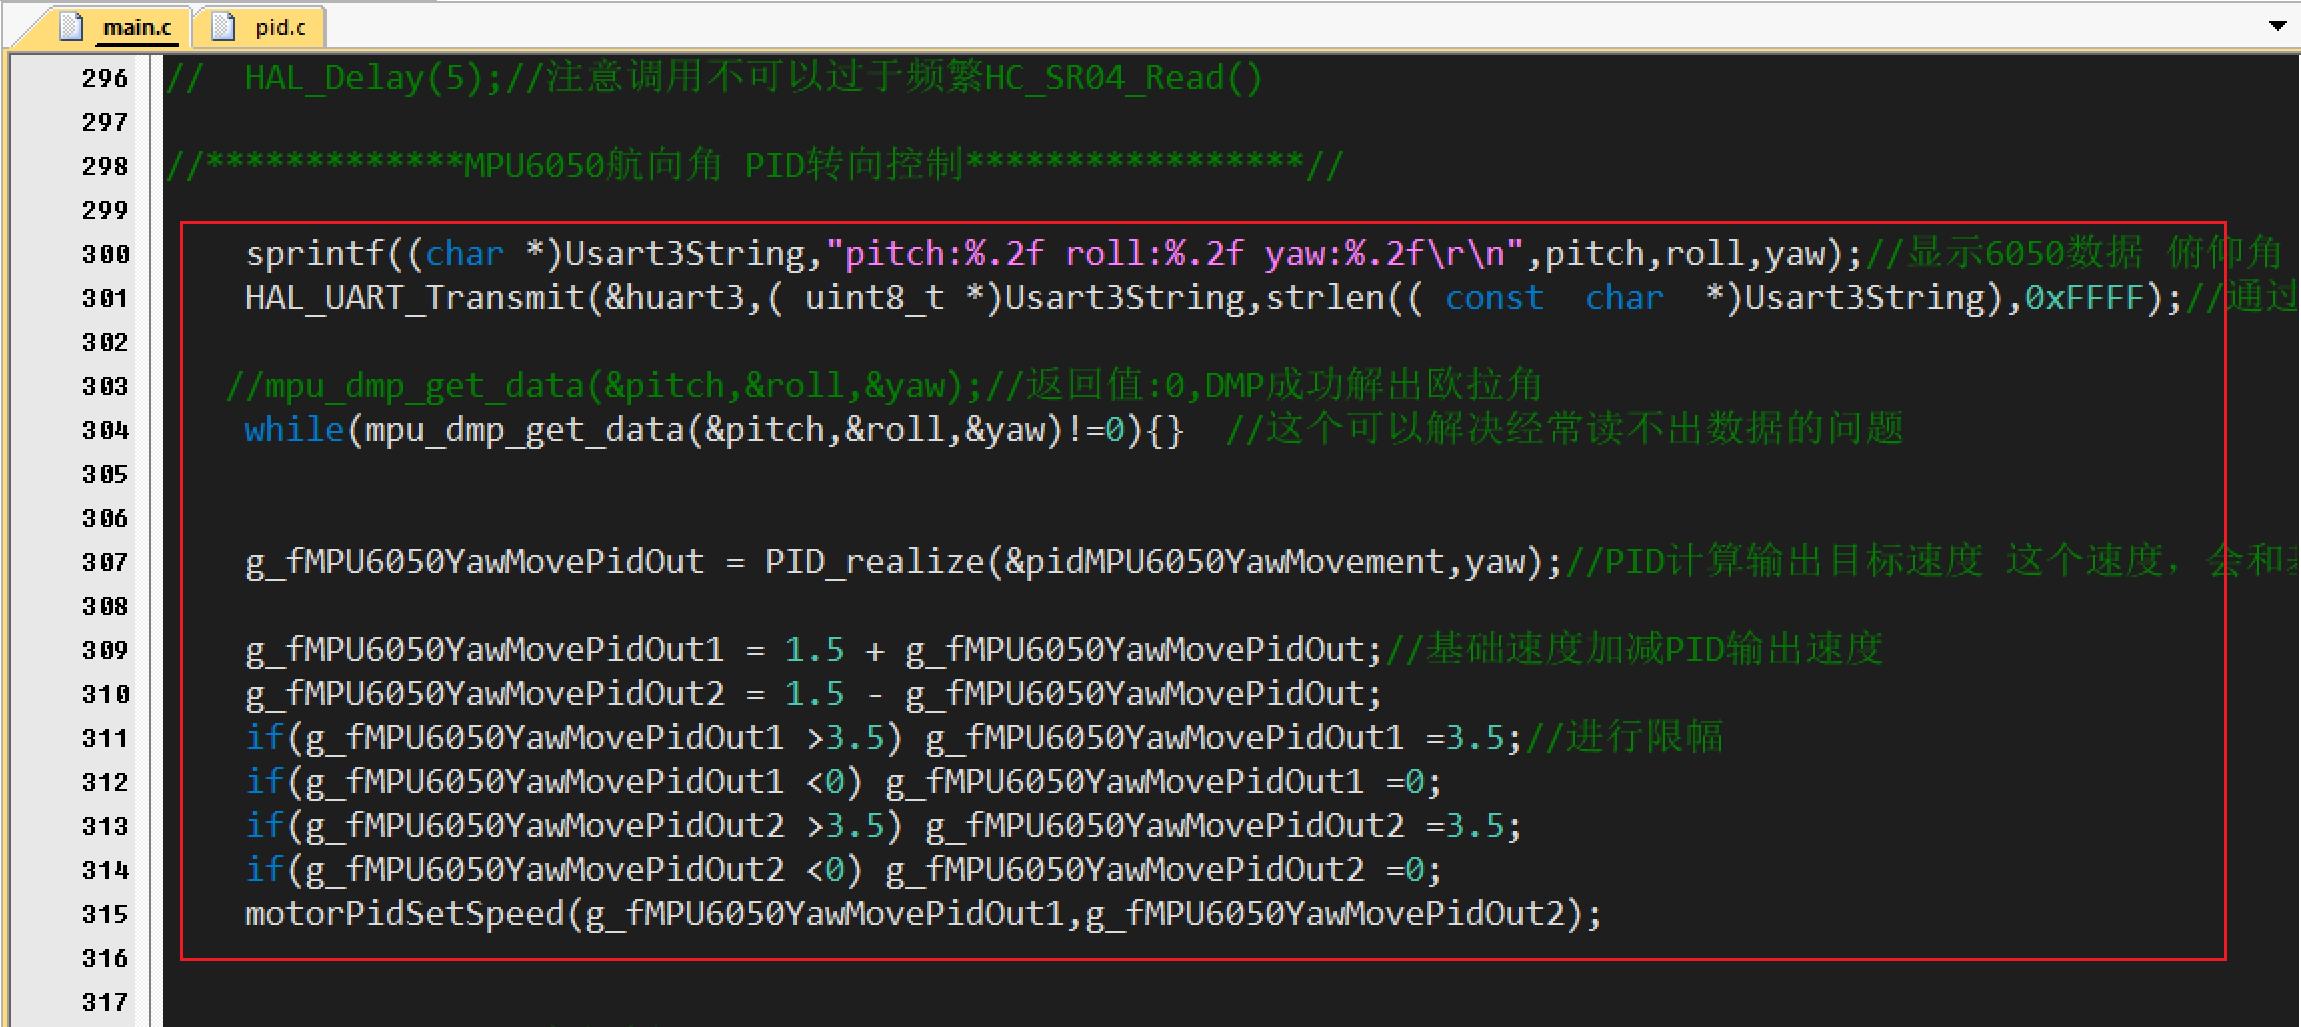 main.c pid.c
296 // HAL_Delay(5);//注意调用不可以过于频繁HC_SR04_Read()
297
298 //*************MPU6050航向角 PID转向控制*****************//
299
300 sprintf((char *)Usart3String,"pitch:%.2f roll:%.2f yaw:%.2f\r\n",pitch,roll,yaw);//显示6050数据 俯仰角
301 HAL_UART_Transmit(&huart3,( uint8_t *)Usart3String,strlen(( const  char  *)Usart3String),0xFFFF);//通过
302
303 //mpu_dmp_get_data(&pitch,&roll,&yaw);//返回值:0,DMP成功解出欧拉角
304 while(mpu_dmp_get_data(&pitch,&roll,&yaw)!=0){}  //这个可以解决经常读不出数据的问题
305
306
307 g_fMPU6050YawMovePidOut = PID_realize(&pidMPU6050YawMovement,yaw);//PID计算输出目标速度 这个速度，会和
308
309 g_fMPU6050YawMovePidOut1 = 1.5 + g_fMPU6050YawMovePidOut;//基础速度加减PID输出速度
310 g_fMPU6050YawMovePidOut2 = 1.5 - g_fMPU6050YawMovePidOut;
311 if(g_fMPU6050YawMovePidOut1 >3.5) g_fMPU6050YawMovePidOut1 =3.5;//进行限幅
312 if(g_fMPU6050YawMovePidOut1 <0) g_fMPU6050YawMovePidOut1 =0;
313 if(g_fMPU6050YawMovePidOut2 >3.5) g_fMPU6050YawMovePidOut2 =3.5;
314 if(g_fMPU6050YawMovePidOut2 <0) g_fMPU6050YawMovePidOut2 =0;
315 motorPidSetSpeed(g_fMPU6050YawMovePidOut1,g_fMPU6050YawMovePidOut2);
316
317